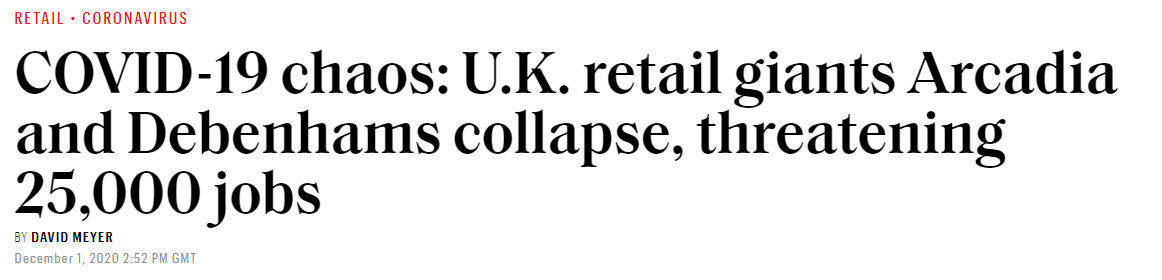 RETAIL • CORONAVIRUS
COVID-19 chaos: U.K. retail giants Arcadia
and Debenhams collapse, threatening
25,000 jobs
BY DAVID MEYER
December 1, 2020 2:52 PM GMT